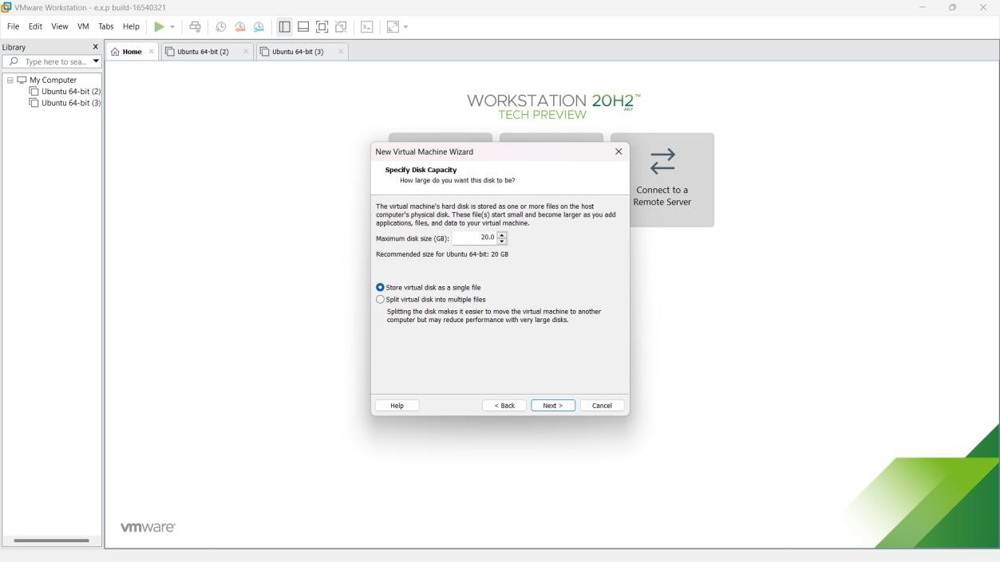 VMware Workstation - e.x.p build-16540321
File Edit View VM Tabs Help
Library
Type here to sea...
My Computer
Ubuntu 64-bit (2)
Ubuntu 64-bit (3)
Home
Ubuntu 64-bit (2)
Ubuntu 64-bit (3)
WORKSTATION 20H2™
JULY
TECH PREVIEW
Connect to a
Remote Server
New Virtual Machine Wizard
Specify Disk Capacity
How large do you want this disk to be?
The virtual machine's hard disk is stored as one or more files on the host
computer's physical disk. These file(s) start small and become larger as you add
applications, files, and data to your virtual machine.
Maximum disk size (GB): 20.0
Recommended size for Ubuntu 64-bit: 20 GB
Store virtual disk as a single file
Split virtual disk into multiple files
Splitting the disk makes it easier to move the virtual machine to another
computer but may reduce performance with very large disks.
Help < Back Next > Cancel
vmware®